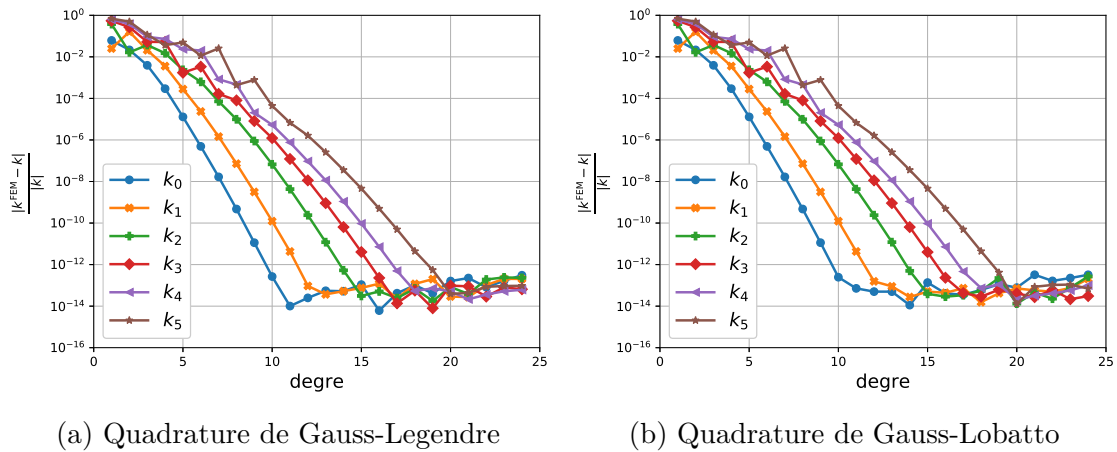 10^0
10^−2
10^−4
10^−6
10^−8
10^−10
10^−12
10^−14
10^−16
|k^FEM − k|
|k|
k_0
k_1
k_2
k_3
k_4
k_5
0 5 10 15 20 25
degre
(a) Quadrature de Gauss-Legendre
10^0
10^−2
10^−4
10^−6
10^−8
10^−10
10^−12
10^−14
10^−16
|k^FEM − k|
|k|
k_0
k_1
k_2
k_3
k_4
k_5
0 5 10 15 20 25
degre
(b) Quadrature de Gauss-Lobatto